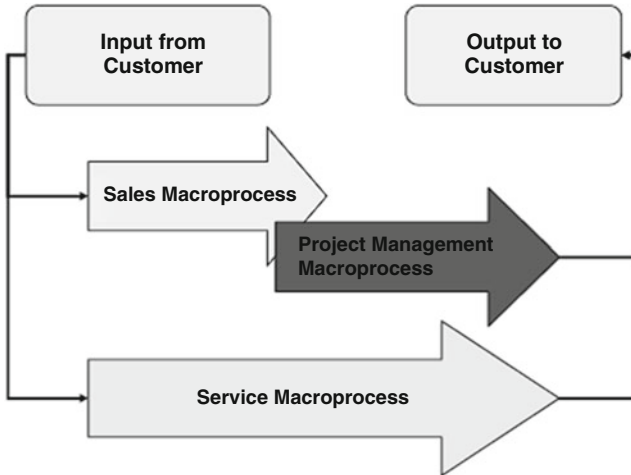 Input from
Customer
Output to
Customer
Sales Macroprocess
Project Management
Macroprocess
Service Macroprocess